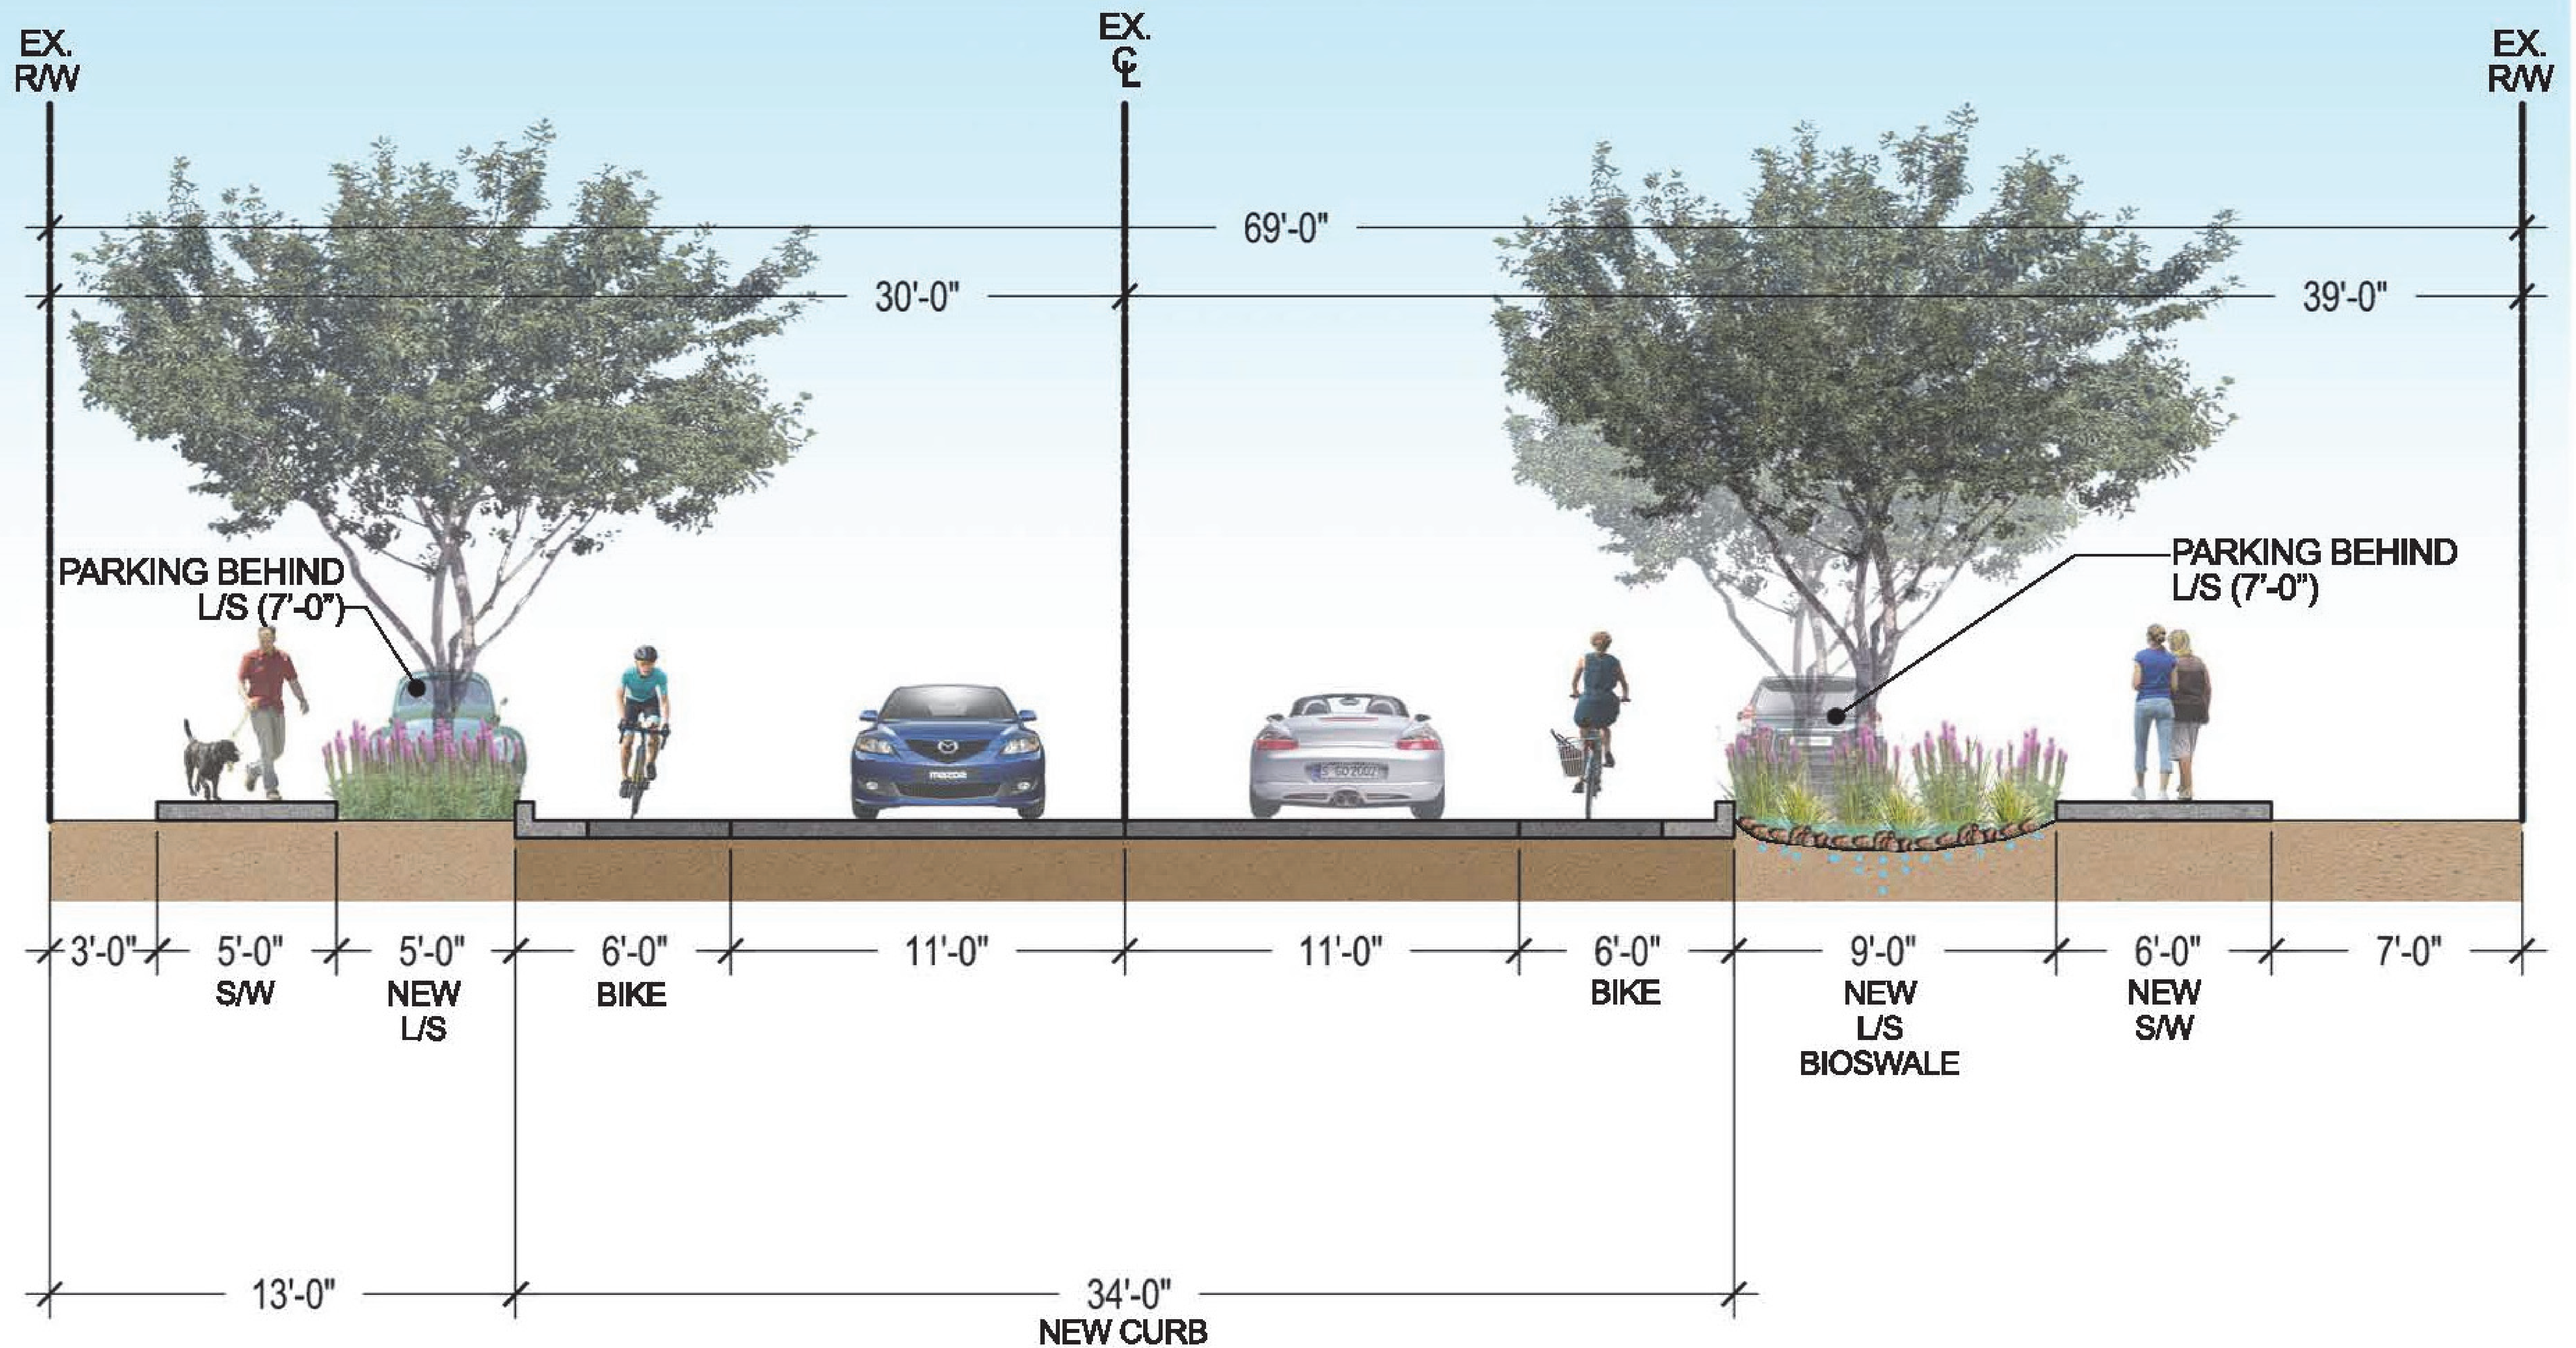 EX.
R/W
EX.
CL
EX.
R/W
69'-0"
30'-0"
39'-0"
PARKING BEHIND
L/S (7'-0")
PARKING BEHIND
L/S (7'-0")
mazda
3'-0"
5'-0"
S/W
5'-0"
NEW
L/S
6'-0"
BIKE
11'-0"
11'-0"
6'-0"
BIKE
9'-0"
NEW
L/S
BIOSWALE
6'-0"
NEW
S/W
7'-0"
13'-0"
34'-0"
NEW CURB